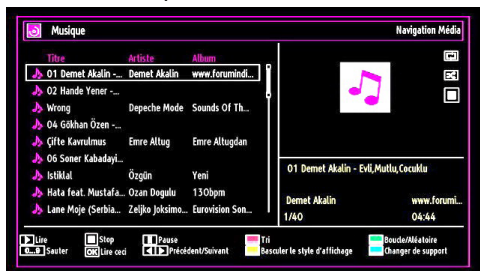 Musique Navigation Média
Titre Artiste Album
01 Demet Akalin -... Demet Akalin www.forumindi...
02 Hande Yener -...
Wrong Depeche Mode Sounds Of Th...
04 Gökhan Özen -...
Çifte Kavrulmus Emre Altug Emre Altugdan
06 Soner Kabadayi...
Istiklal Özgün Yeni
Hata feat. Mustafa... Ozan Dogulu 130bpm
Lane Moje (Serbia... Zeljko Joksimo... Eurovision Son...
01 Demet Akalin - Evli,Mutlu,Cocuklu
Demet Akalin www.forumi...
1/40 04:44
Lire Stop Pause Tri Boucle/Aléatoire
0...9 Sauter OK Lire ceci Précédent/Suivant Basculer le style d'affichage Changer de support